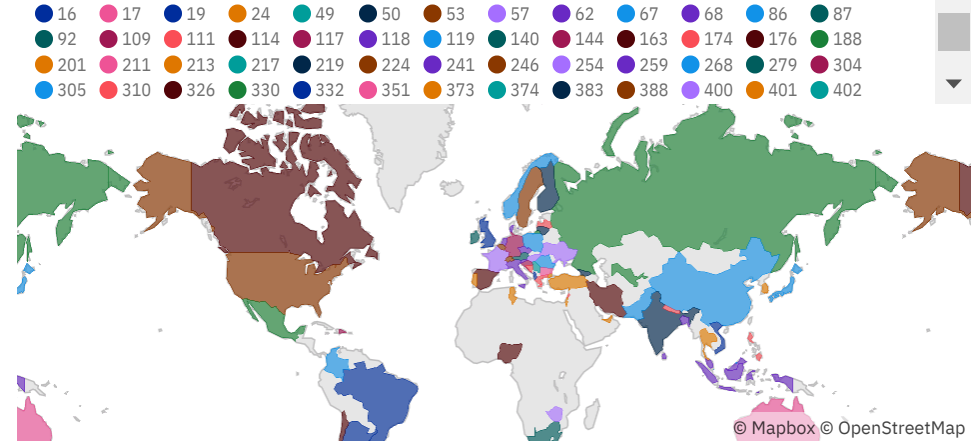 16 17 19 24 49 50 53 57 62 67 68 86 87
92 109 111 114 117 118 119 140 144 163 174 176 188
201 211 213 217 219 224 241 246 254 259 268 279 304
305 310 326 330 332 351 373 374 383 388 400 401 402
© Mapbox © OpenStreetMap